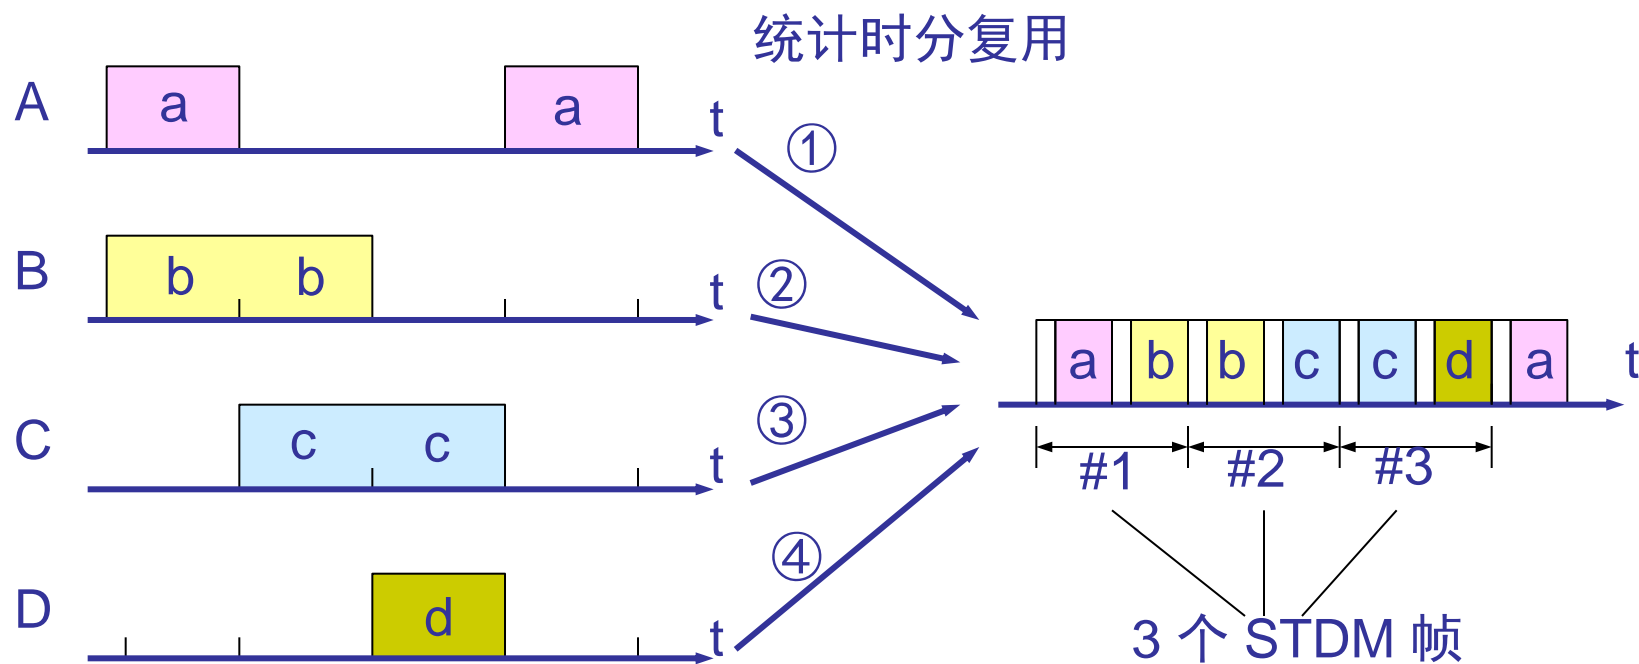 统计时分复用
A a a t
①
B b b t
②
a b b c c d a t
C c c t
③
#1 #2 #3
④
D d t
3 个 STDM 帧